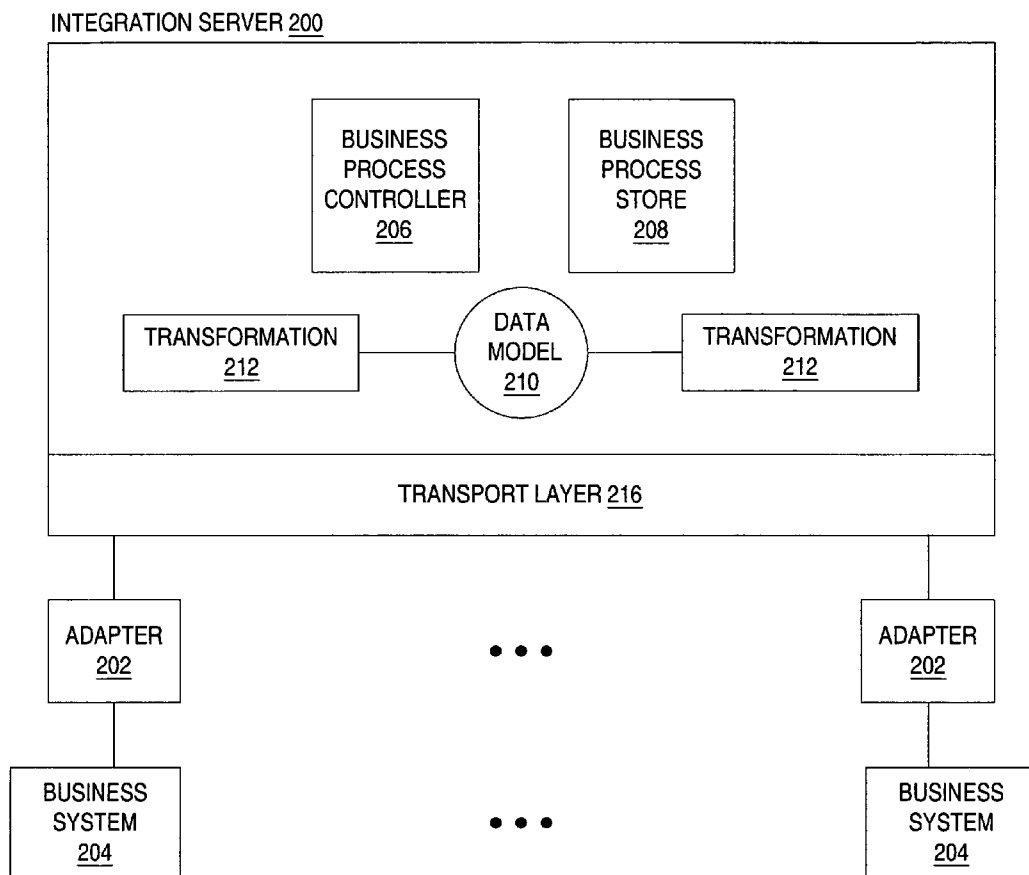 INTEGRATION SERVER 200
BUSINESS
PROCESS
CONTROLLER
206
BUSINESS
PROCESS
STORE
208
TRANSFORMATION
212
DATA
MODEL
210
TRANSFORMATION
212
TRANSPORT LAYER 216
ADAPTER
202
ADAPTER
202
BUSINESS
SYSTEM
204
BUSINESS
SYSTEM
204